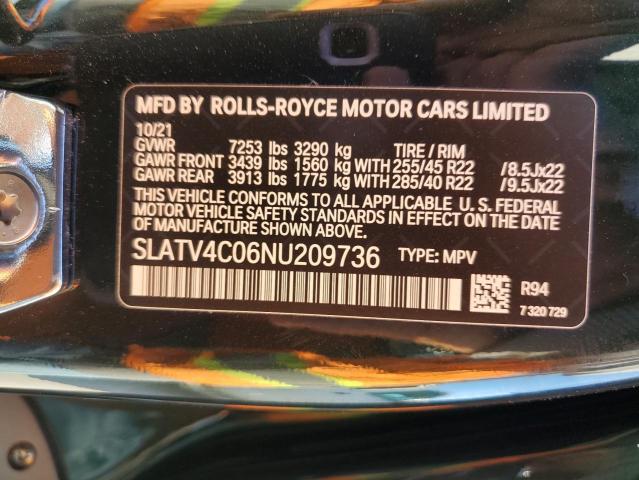 MFD BY ROLLS-ROYCE MOTOR CARS LIMITED
10/21
GVWR 7253 lbs 3290 kg TIRE / RIM
GAWR FRONT 3439 lbs 1560 kg WITH 255/45 R22 /8.5Jx22
GAWR REAR 3913 lbs 1775 kg WITH 285/40 R22 /9.5Jx22
THIS VEHICLE CONFORMS TO ALL APPLICABLE U. S. FEDERAL
MOTOR VEHICLE SAFETY STANDARDS IN EFFECT ON THE DATE
OF MANUFACTURE SHOWN ABOVE.
SLATV4C06NU209736 TYPE: MPV
R94
7 320 729